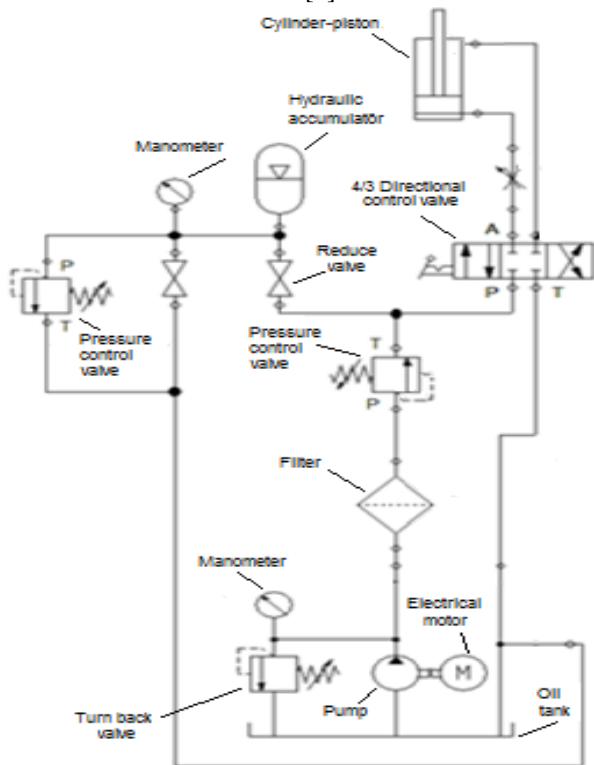 Cylinder-piston
Hydraulic
accumulatör
Manometer
4/3 Directional
control valve
A
Reduce
valve
P
P
T
T
Pressure
control
valve
Pressure
control
valve
T
P
Filter
Manometer
Electrical
motor
M
Pump
Oil
tank
Turn back
valve